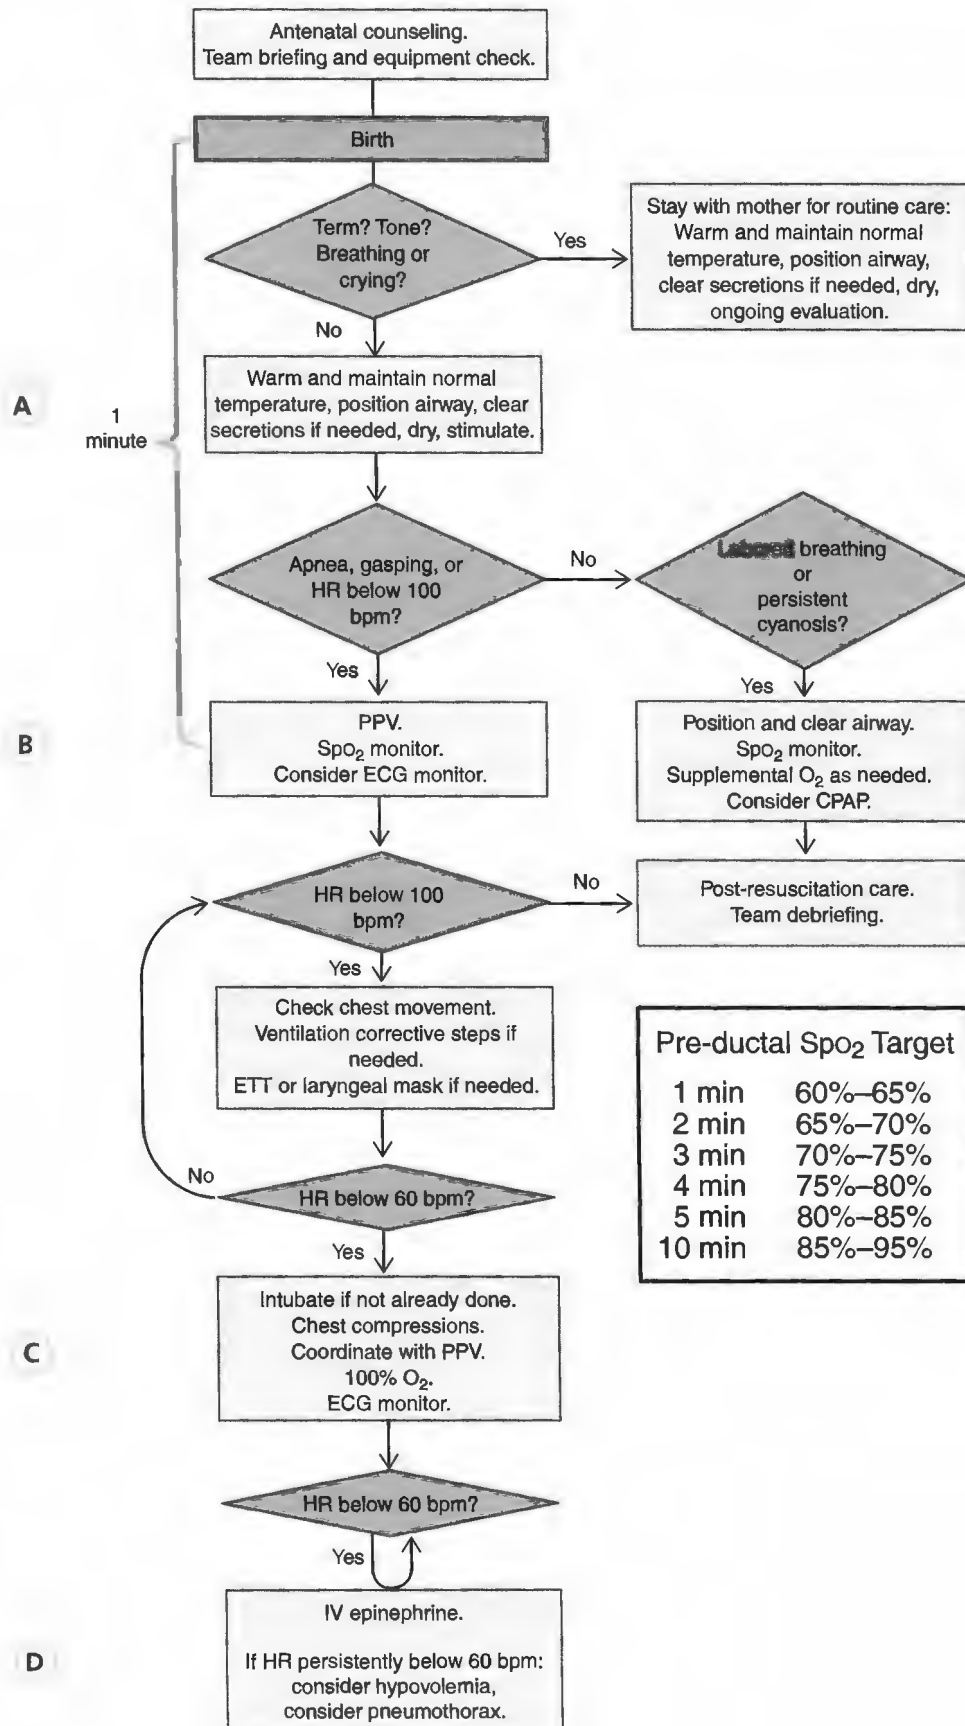 Antenatal counseling.
Team briefing and equipment check.
Birth
Term? Tone?
Breathing or
crying?
Yes
Stay with mother for routine care:
Warm and maintain normal
temperature, position airway,
clear secretions if needed, dry,
ongoing evaluation.
No
A
1
minute
Warm and maintain normal
temperature, position airway, clear
secretions if needed, dry, stimulate.
Apnea, gasping, or
HR below 100
bpm?
No
Labored breathing
or
persistent
cyanosis?
Yes
Yes
B
PPV.
SpO₂ monitor.
Consider ECG monitor.
Position and clear airway.
SpO₂ monitor.
Supplemental O₂ as needed.
Consider CPAP.
HR below 100
bpm?
No
Post-resuscitation care.
Team debriefing.
Yes
Check chest movement.
Ventilation corrective steps if
needed.
ETT or laryngeal mask if needed.
No
HR below 60 bpm?
Yes
Pre-ductal SpO₂ Target
1 min 60%–65%
2 min 65%–70%
3 min 70%–75%
4 min 75%–80%
5 min 80%–85%
10 min 85%–95%
C
Intubate if not already done.
Chest compressions.
Coordinate with PPV.
100% O₂.
ECG monitor.
HR below 60 bpm?
Yes
D
IV epinephrine.
If HR persistently below 60 bpm:
consider hypovolemia,
consider pneumothorax.